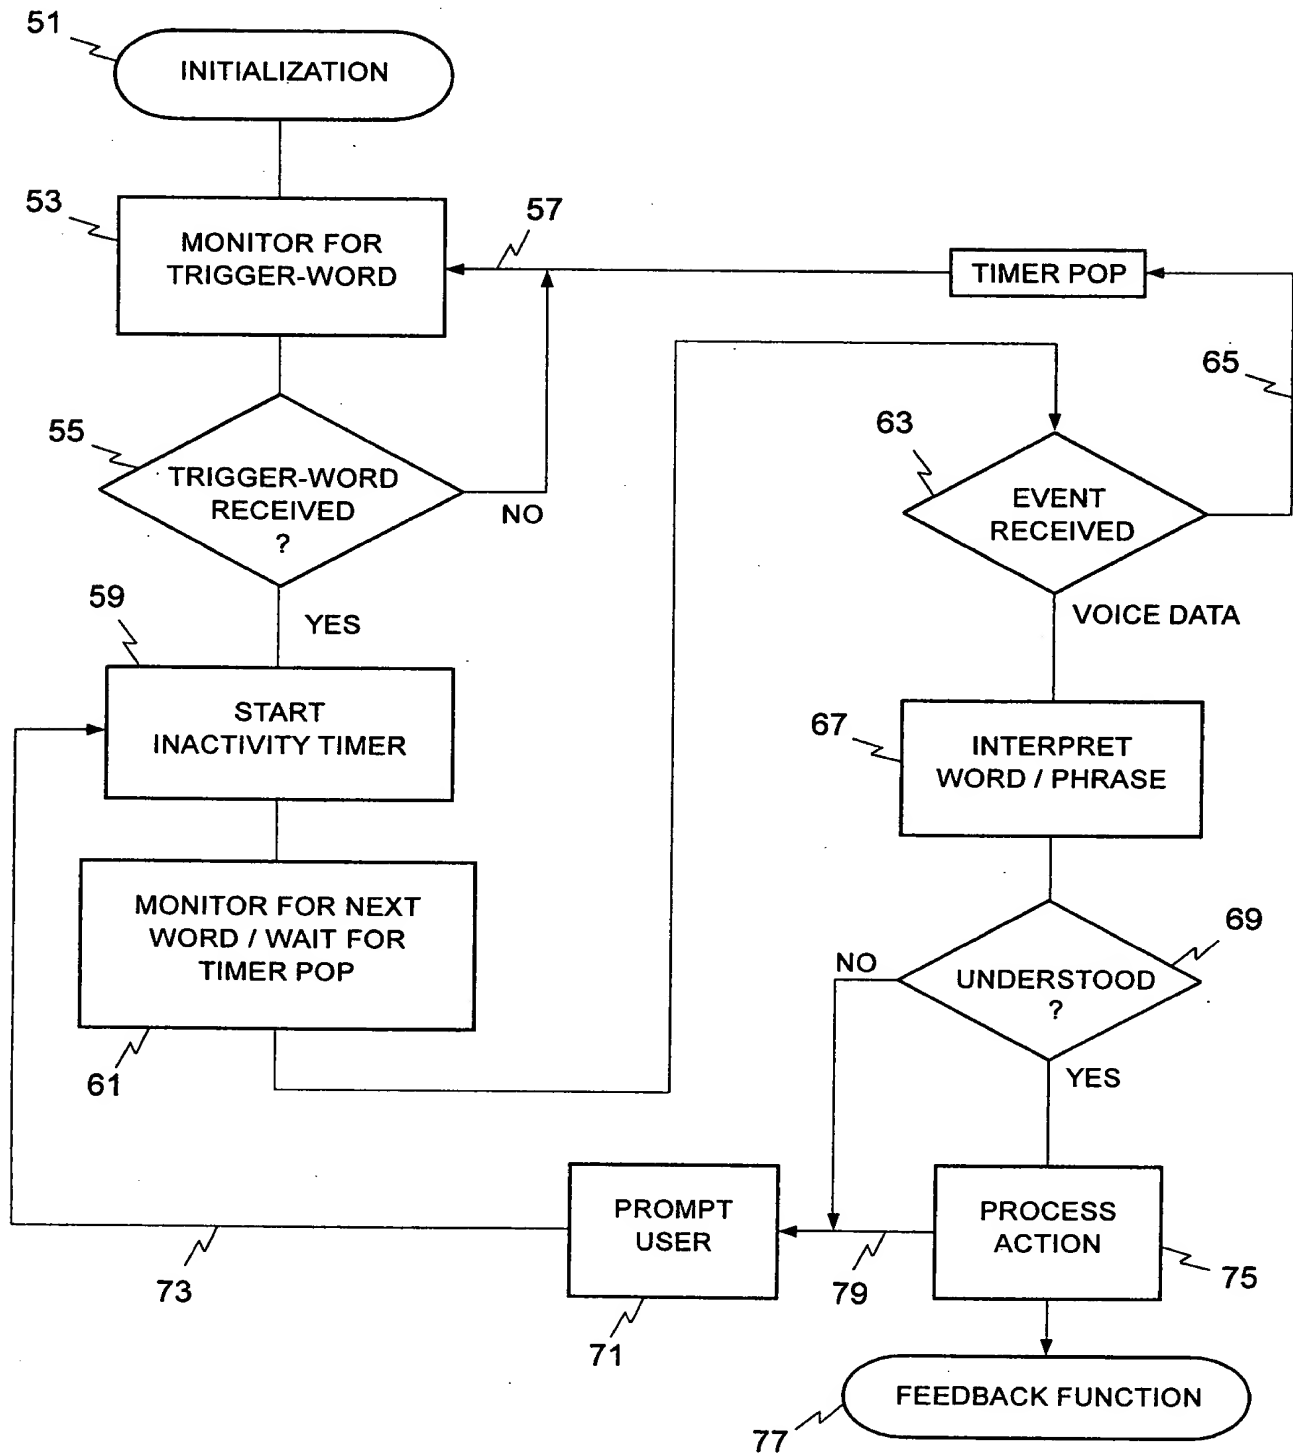 51
INITIALIZATION
53
MONITOR FOR
TRIGGER-WORD
57
TIMER POP
65
55
TRIGGER-WORD
RECEIVED
?
NO
YES
63
EVENT
RECEIVED
VOICE DATA
59
START
INACTIVITY TIMER
67
INTERPRET
WORD / PHRASE
MONITOR FOR NEXT
WORD / WAIT FOR
TIMER POP
61
69
NO
UNDERSTOOD
?
YES
PROMPT
USER
71
73
79
PROCESS
ACTION
75
FEEDBACK FUNCTION
77